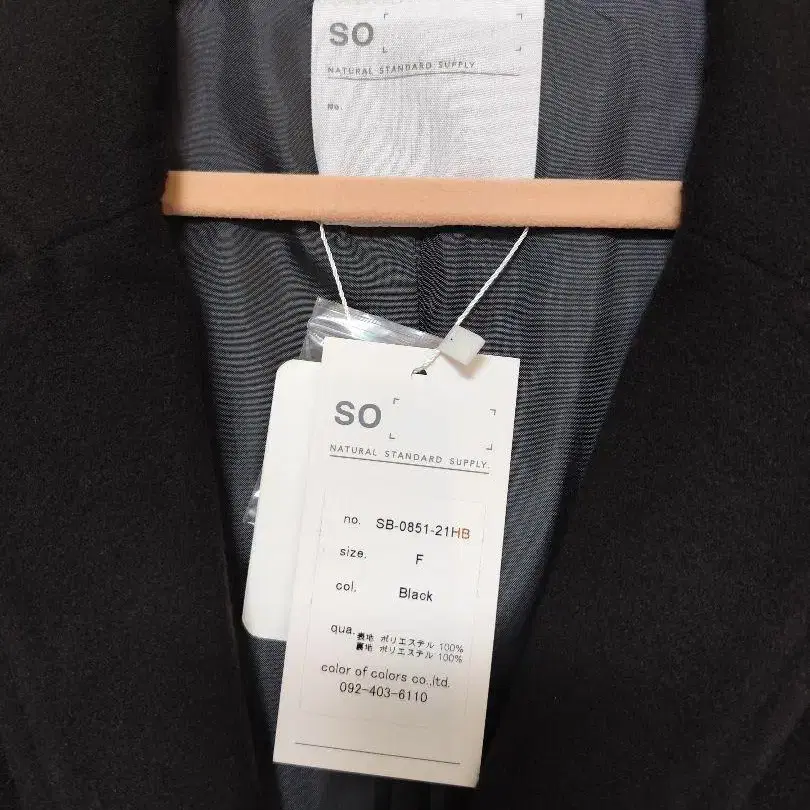 SO
NATURAL STANDARD SUPPLY
No.
SO
NATURAL STANDARD SUPPLY.
no. SB-0851-21HB
size. F
col. Black
qua. 表地 ポリエステル 100%
裏地 ポリエステル 100%
color of colors co.,ltd.
092-403-6110